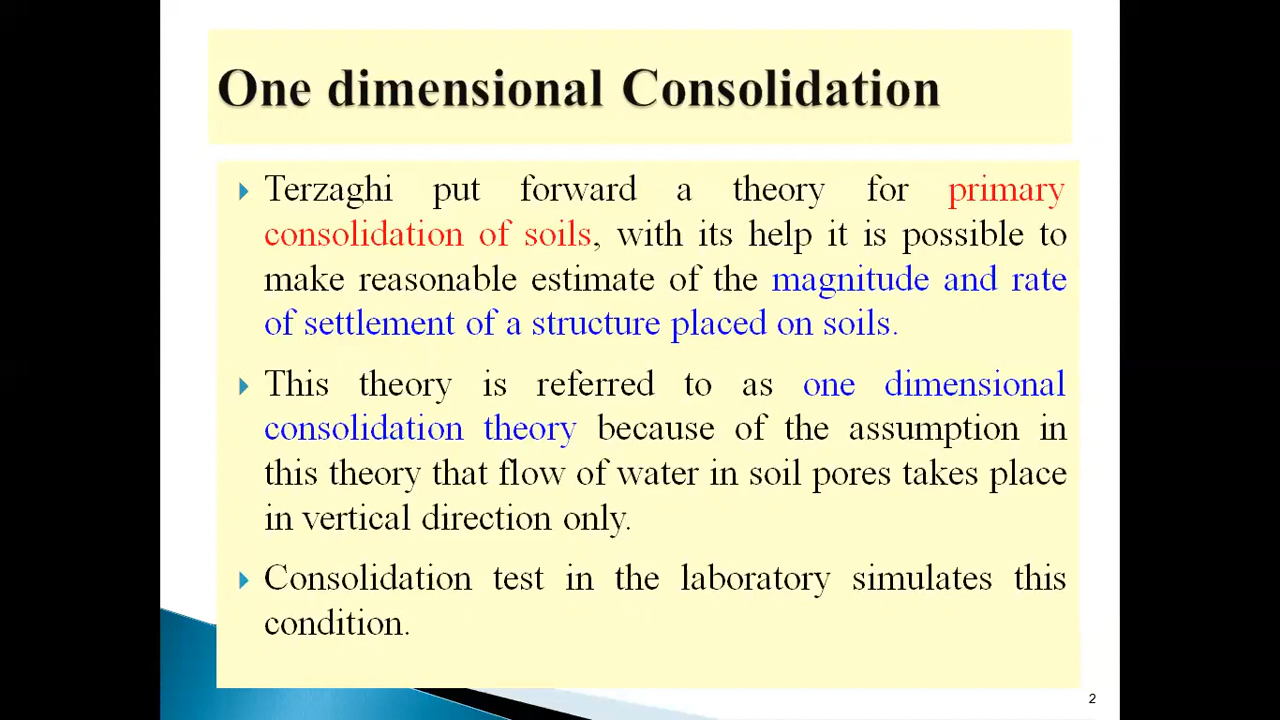 One dimensional Consolidation
Terzaghi put forward a theory for primary
consolidation of soils, with its help it is possible to
make reasonable estimate of the magnitude and rate
of settlement of a structure placed on soils.
This theory is referred to as one dimensional
consolidation theory because of the assumption in
this theory that flow of water in soil pores takes place
in vertical direction only.
Consolidation test in the laboratory simulates this
condition.
2